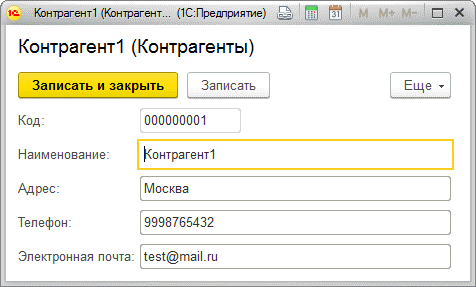 Контрагент1 (Контрагент... (1С:Предприятие) M M+ M-
Контрагент1 (Контрагенты)
Записать и закрыть Записать Еще
Код: 000000001
Наименование: Контрагент1
Адрес: Москва
Телефон: 9998765432
Электронная почта: test@mail.ru